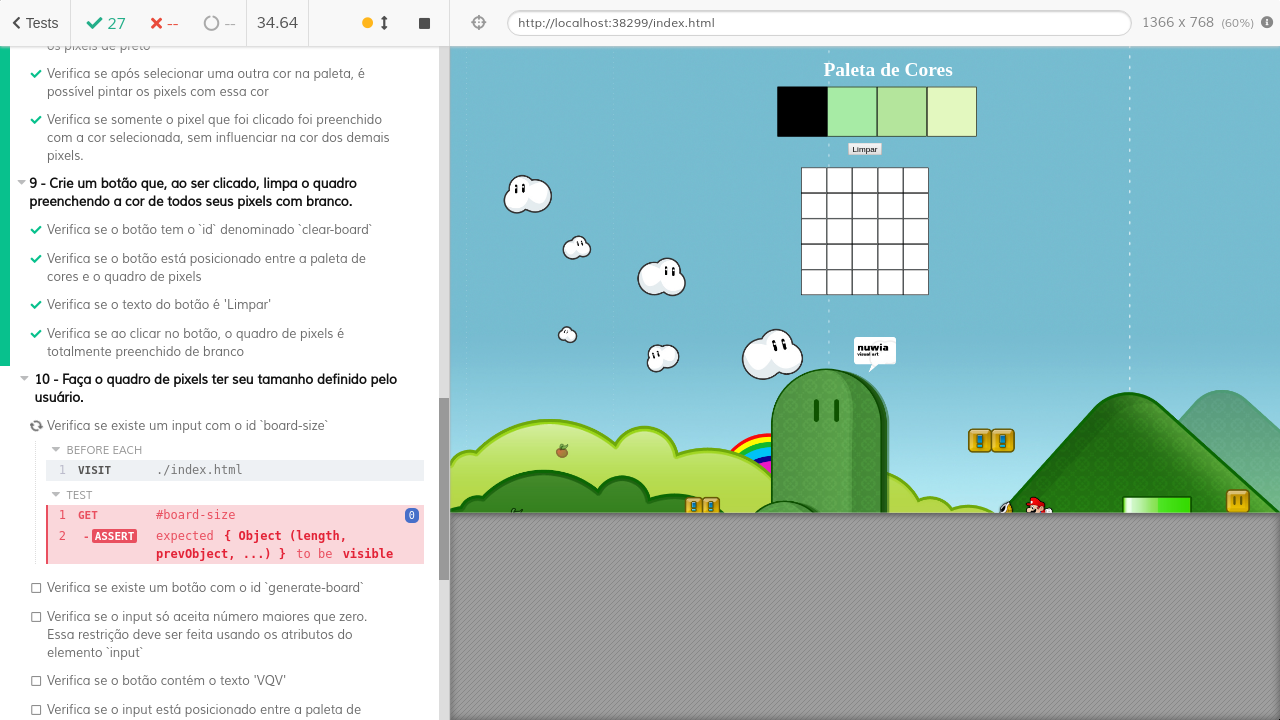 Tests
27
--
--
34.64
http://localhost:38299/index.html
1366 x 768 (60%)
os pixels de preto
Verifica se após selecionar uma outra cor na paleta, é
possível pintar os pixels com essa cor
Verifica se somente o pixel que foi clicado foi preenchido
com a cor selecionada, sem influenciar na cor dos demais
pixels.
9 - Crie um botão que, ao ser clicado, limpa o quadro
preenchendo a cor de todos seus pixels com branco.
Verifica se o botão tem o `id` denominado `clear-board`
Verifica se o botão está posicionado entre a paleta de
cores e o quadro de pixels
Verifica se o texto do botão é 'Limpar'
Verifica se ao clicar no botão, o quadro de pixels é
totalmente preenchido de branco
10 - Faça o quadro de pixels ter seu tamanho definido pelo
usuário.
Verifica se existe um input com o id `board-size`
BEFORE EACH
1 VISIT ./index.html
TEST
1 GET #board-size 0
2 -ASSERT expected { Object (length,
prevObject, ...) } to be visible
Verifica se existe um botão com o id `generate-board`
Verifica se o input só aceita número maiores que zero.
Essa restrição deve ser feita usando os atributos do
elemento `input`
Verifica se o botão contém o texto 'VQV'
Verifica se o input está posicionado entre a paleta de
Paleta de Cores
Limpar
nuwia
visual art